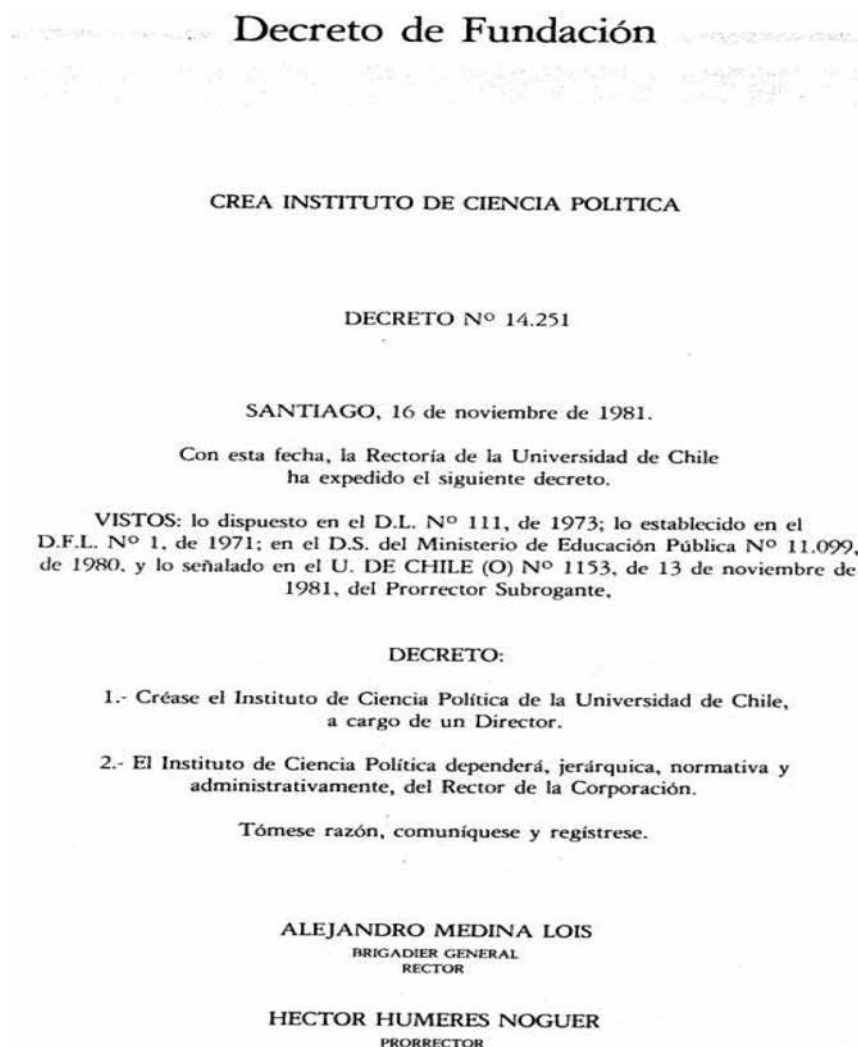 Decreto de Fundación
CREA INSTITUTO DE CIENCIA POLITICA
DECRETO Nº 14.251
SANTIAGO, 16 de noviembre de 1981.
Con esta fecha, la Rectoría de la Universidad de Chile
ha expedido el siguiente decreto.
VISTOS: lo dispuesto en el D.L. Nº 111, de 1973; lo establecido en el
D.F.L. Nº 1, de 1971; en el D.S. del Ministerio de Educación Pública Nº 11.099,
de 1980, y lo señalado en el U. DE CHILE (O) Nº 1153, de 13 de noviembre de
1981, del Prorrector Subrogante,
DECRETO:
1.- Créase el Instituto de Ciencia Política de la Universidad de Chile,
a cargo de un Director.
2.- El Instituto de Ciencia Política dependerá, jerárquica, normativa y
administrativamente, del Rector de la Corporación.
Tómese razón, comuníquese y regístrese.
ALEJANDRO MEDINA LOIS
BRIGADIER GENERAL
RECTOR
HECTOR HUMERES NOGUER
PRORRECTOR